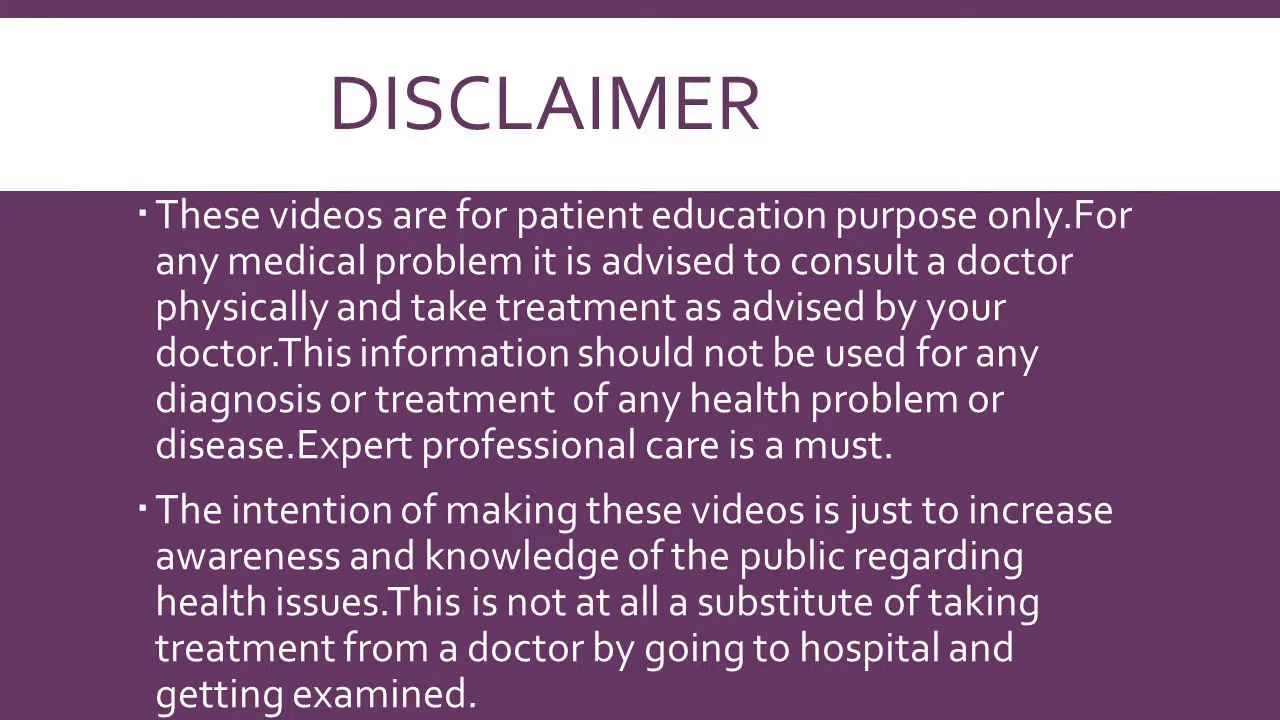 DISCLAIMER
▪ These videos are for patient education purpose only.For
any medical problem it is advised to consult a doctor
physically and take treatment as advised by your
doctor.This information should not be used for any
diagnosis or treatment  of any health problem or
disease.Expert professional care is a must.
▪ The intention of making these videos is just to increase
awareness and knowledge of the public regarding
health issues.This is not at all a substitute of taking
treatment from a doctor by going to hospital and
getting examined.